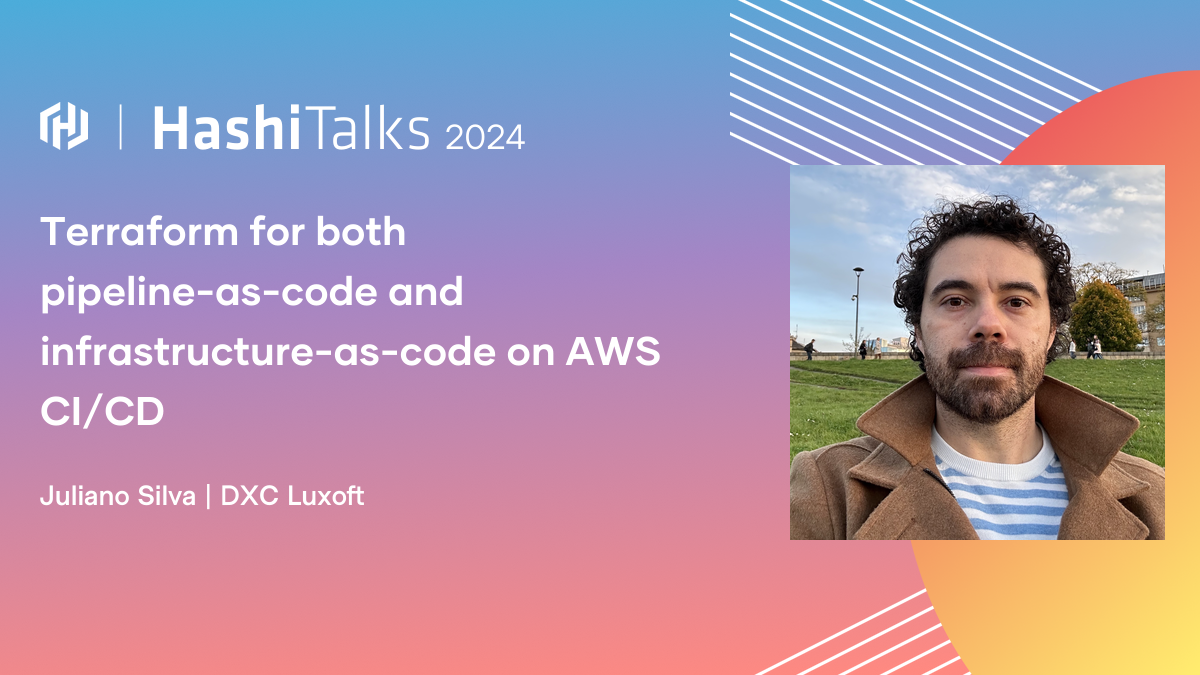 HashiTalks 2024
Terraform for both
pipeline-as-code and
infrastructure-as-code on AWS
CI/CD
Juliano Silva | DXC Luxoft